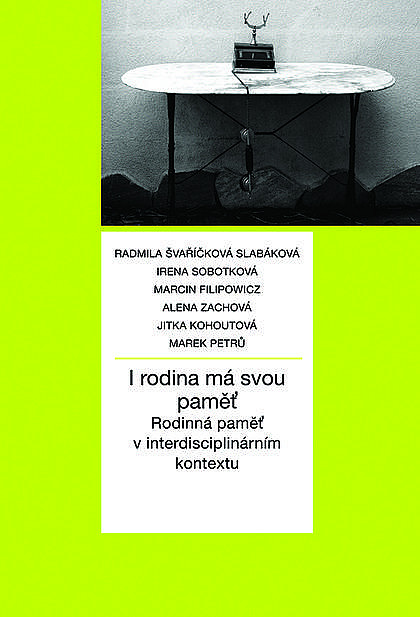 RADMILA ŠVAŘÍČKOVÁ SLABÁKOVÁ
IRENA SOBOTKOVÁ
MARCIN FILIPOWICZ
ALENA ZACHOVÁ
JITKA KOHOUTOVÁ
MAREK PETRŮ
I rodina má svou
paměť
Rodinná paměť
v interdisciplinárním
kontextu